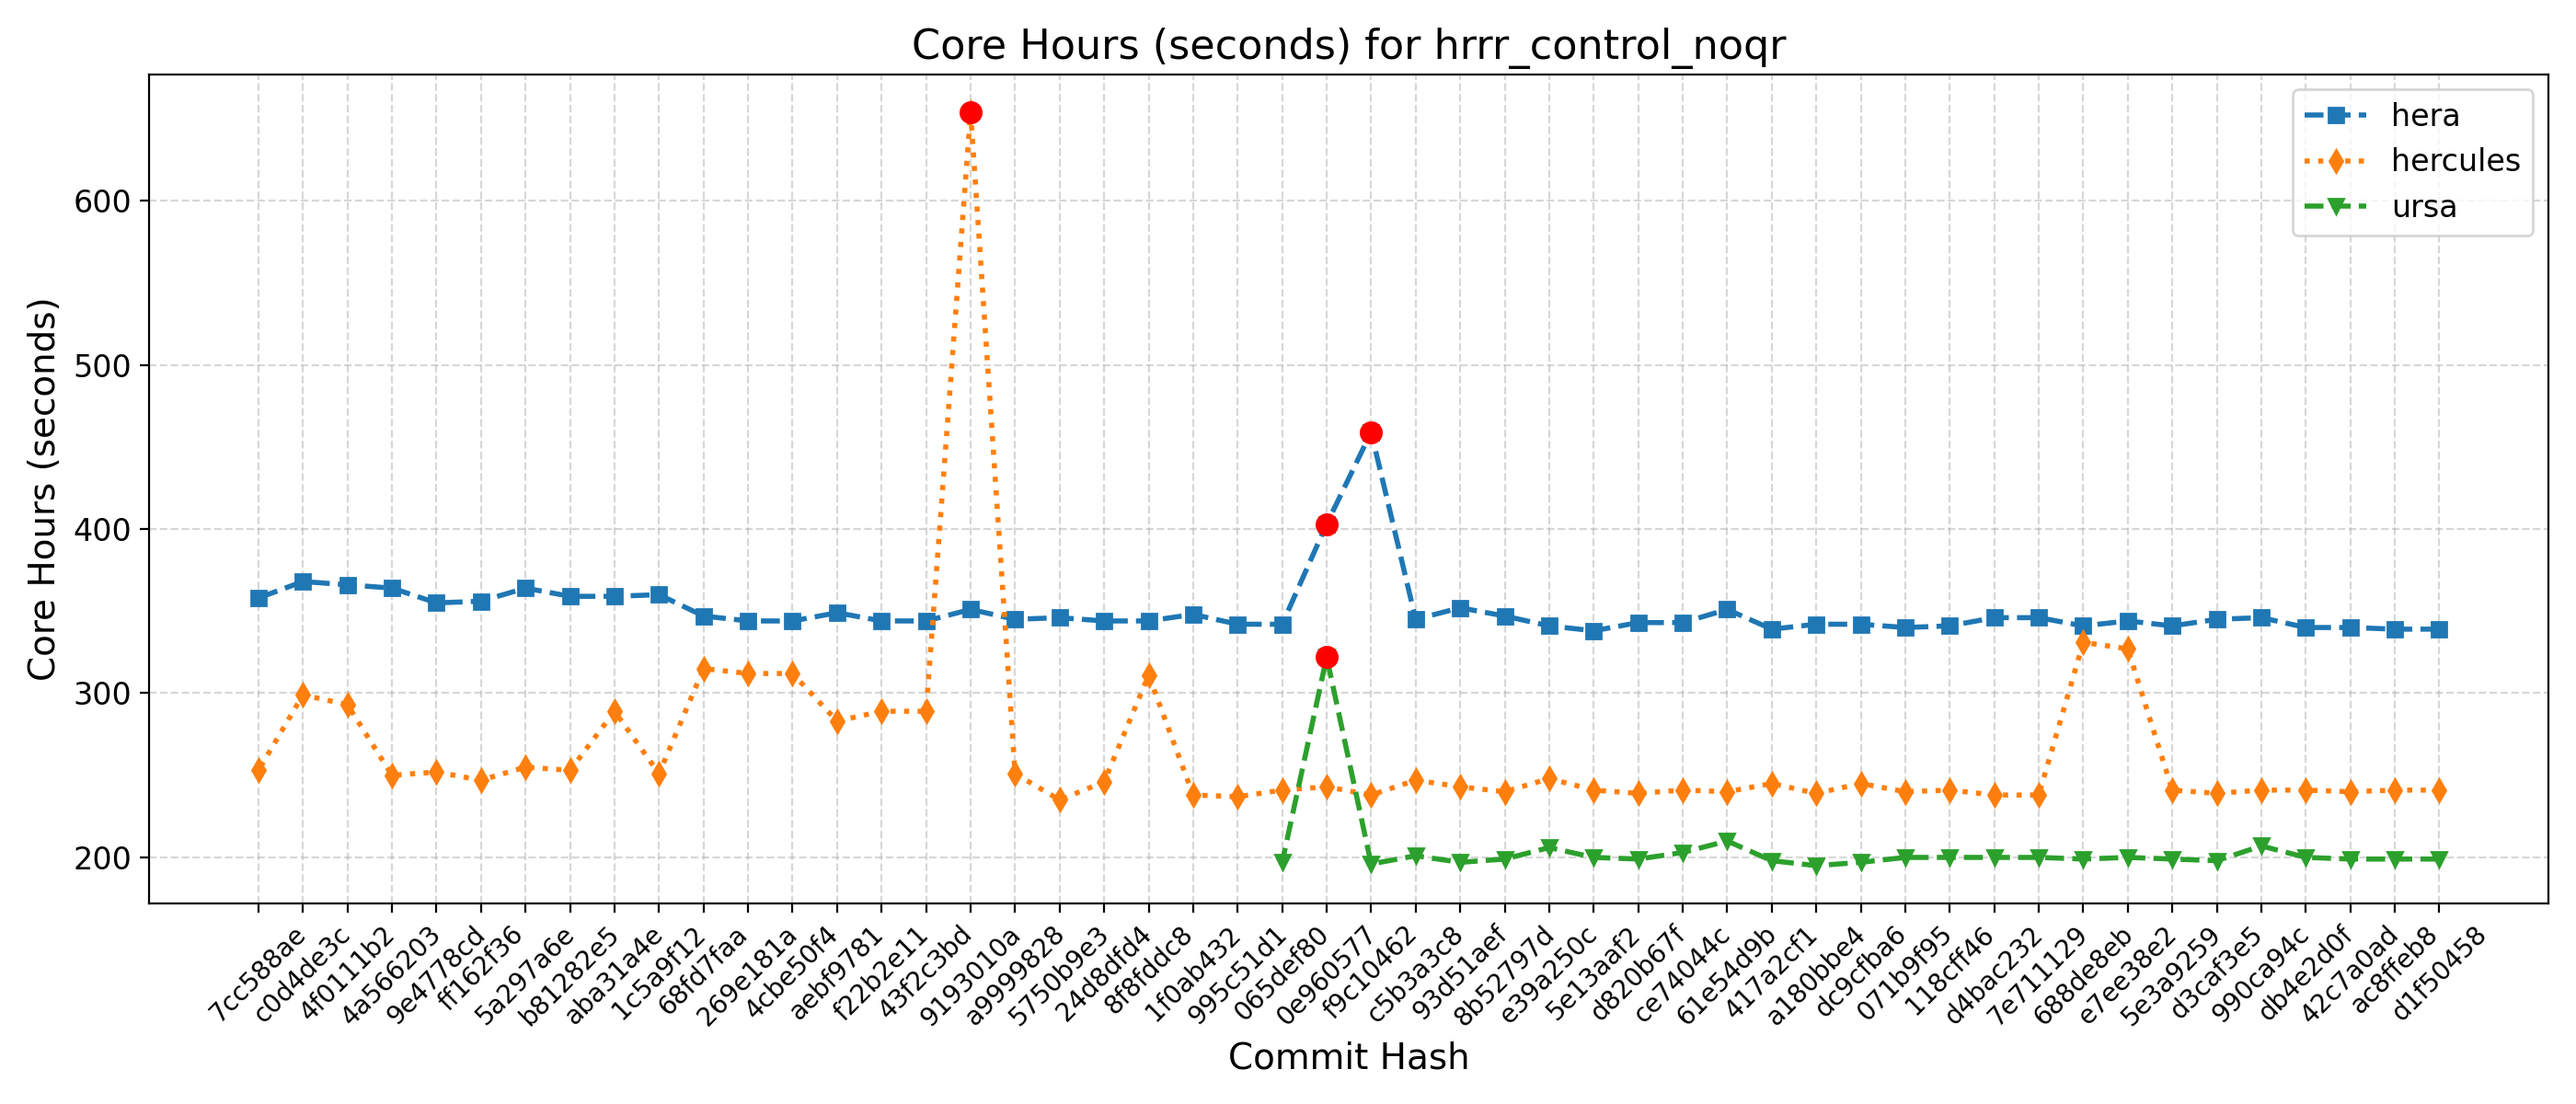 Core Hours (seconds) for hrrr_control_noqr
hera
hercules
ursa
Core Hours (seconds)
600
500
400
300
200
7cc588ae
c0d4de3c
4f0111b2
4a566203
9e4778cd
ff162f36
5a297a6e
b81282e5
aba31a4e
1c5a9f12
68fd7faa
269e181a
4cbe50f4
aebf9781
f22b2e11
43f2c3bd
9193010a
a9999828
5750b9e3
24d8dfd4
8f8fddc8
1f0ab432
995c51d1
065def80
0e960577
f9c10462
c5b3a3c8
93d51aef
8b52797d
e39a250c
5e13aaf2
d820b67f
ce74044c
61e54d9b
417a2cf1
a180bbe4
dc9cfba6
071b9f95
118cff46
d4bac232
7e711129
688de8eb
e7ee38e2
5e3a9259
d3caf3e5
990ca94c
db4e2d0f
42c7a0ad
ac8ffeb8
d1f50458
Commit Hash